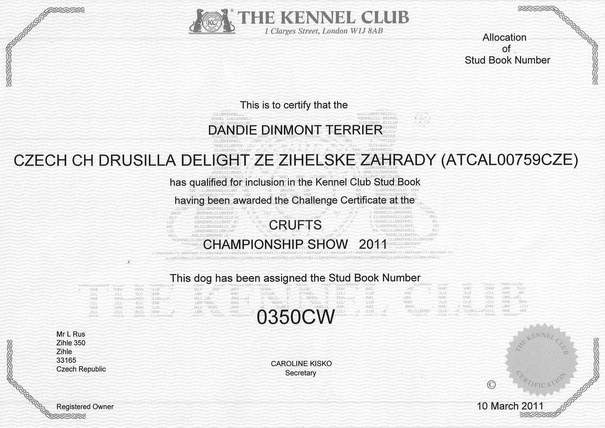 THE KENNEL CLUB
1 Clarges Street, London W1J 8AB
Allocation
of
Stud Book Number
This is to certify that the
DANDIE DINMONT TERRIER
CZECH CH DRUSILLA DELIGHT ZE ZIHELSKE ZAHRADY (ATCAL00759CZE)
has qualified for inclusion in the Kennel Club Stud Book
having been awarded the Challenge Certificate at the
CRUFTS
CHAMPIONSHIP SHOW 2011
This dog has been assigned the Stud Book Number
THE KENNEL CLUB
0350CW
Mr L Rus
Zihle 350
Zihle
33165
Czech Republic
CAROLINE KISKO
Secretary
THE KENNEL CLUB
CERTIFICATION
©
Registered Owner
10 March 2011